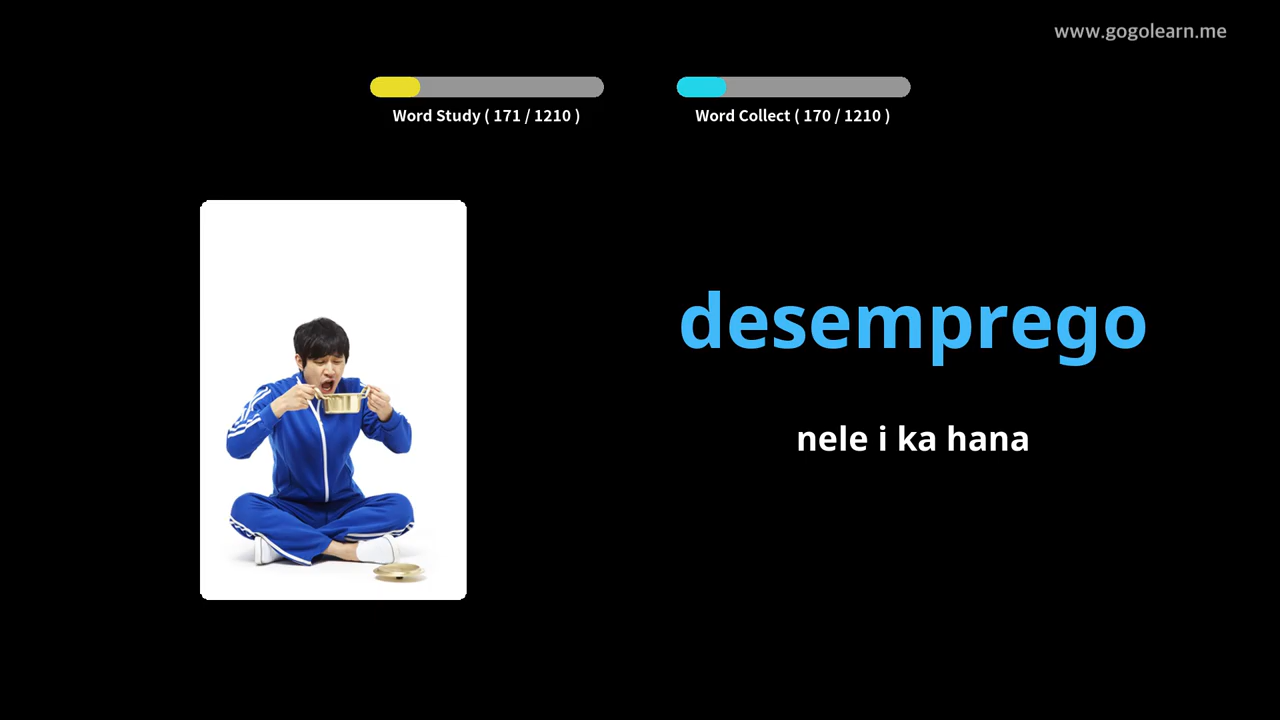 www.gogolearn.me
Word Study ( 171 / 1210 )
Word Collect ( 170 / 1210 )
desemprego
nele i ka hana